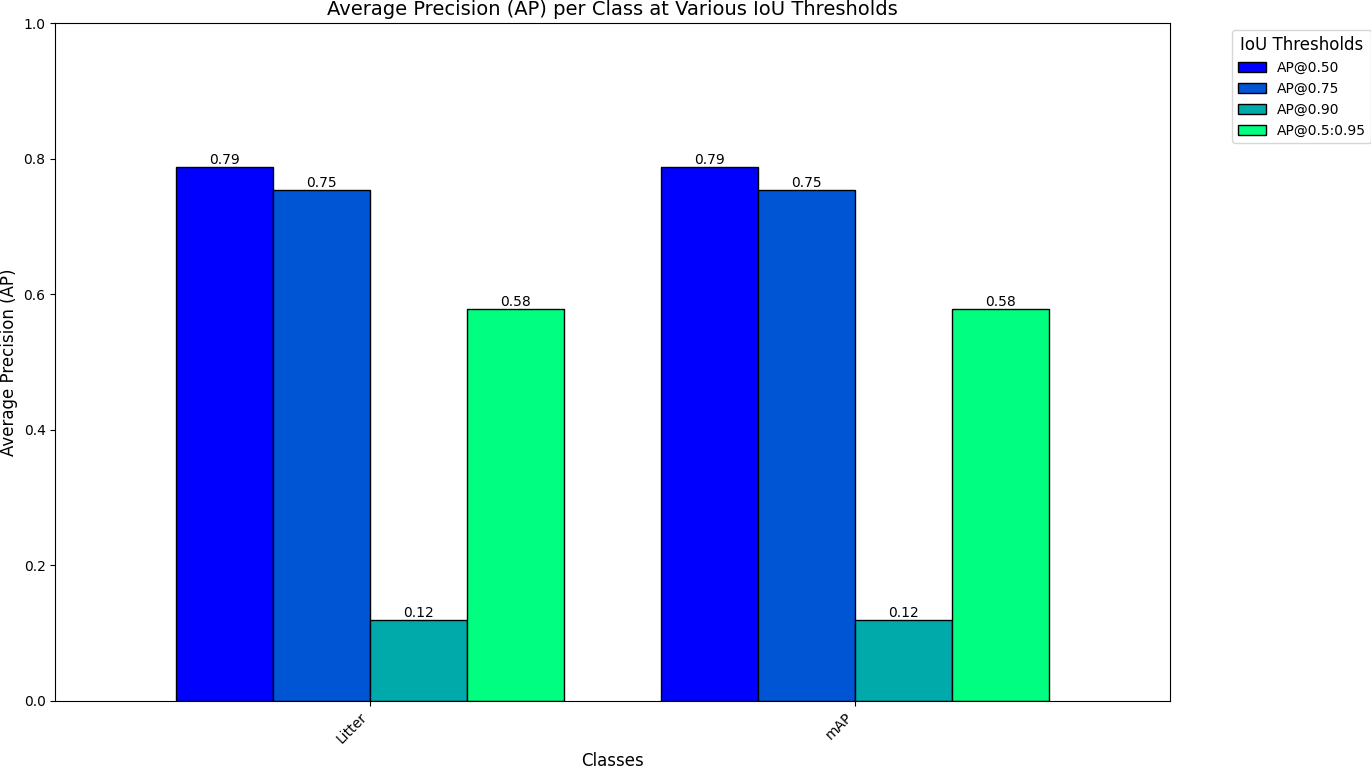 Average Precision (AP) per Class at Various IoU Thresholds
IoU Thresholds
AP@0.50
AP@0.75
AP@0.90
AP@0.5:0.95
Average Precision (AP)
1.0
0.8
0.6
0.4
0.2
0.0
0.79
0.75
0.12
0.58
0.79
0.75
0.12
0.58
Litter
mAP
Classes